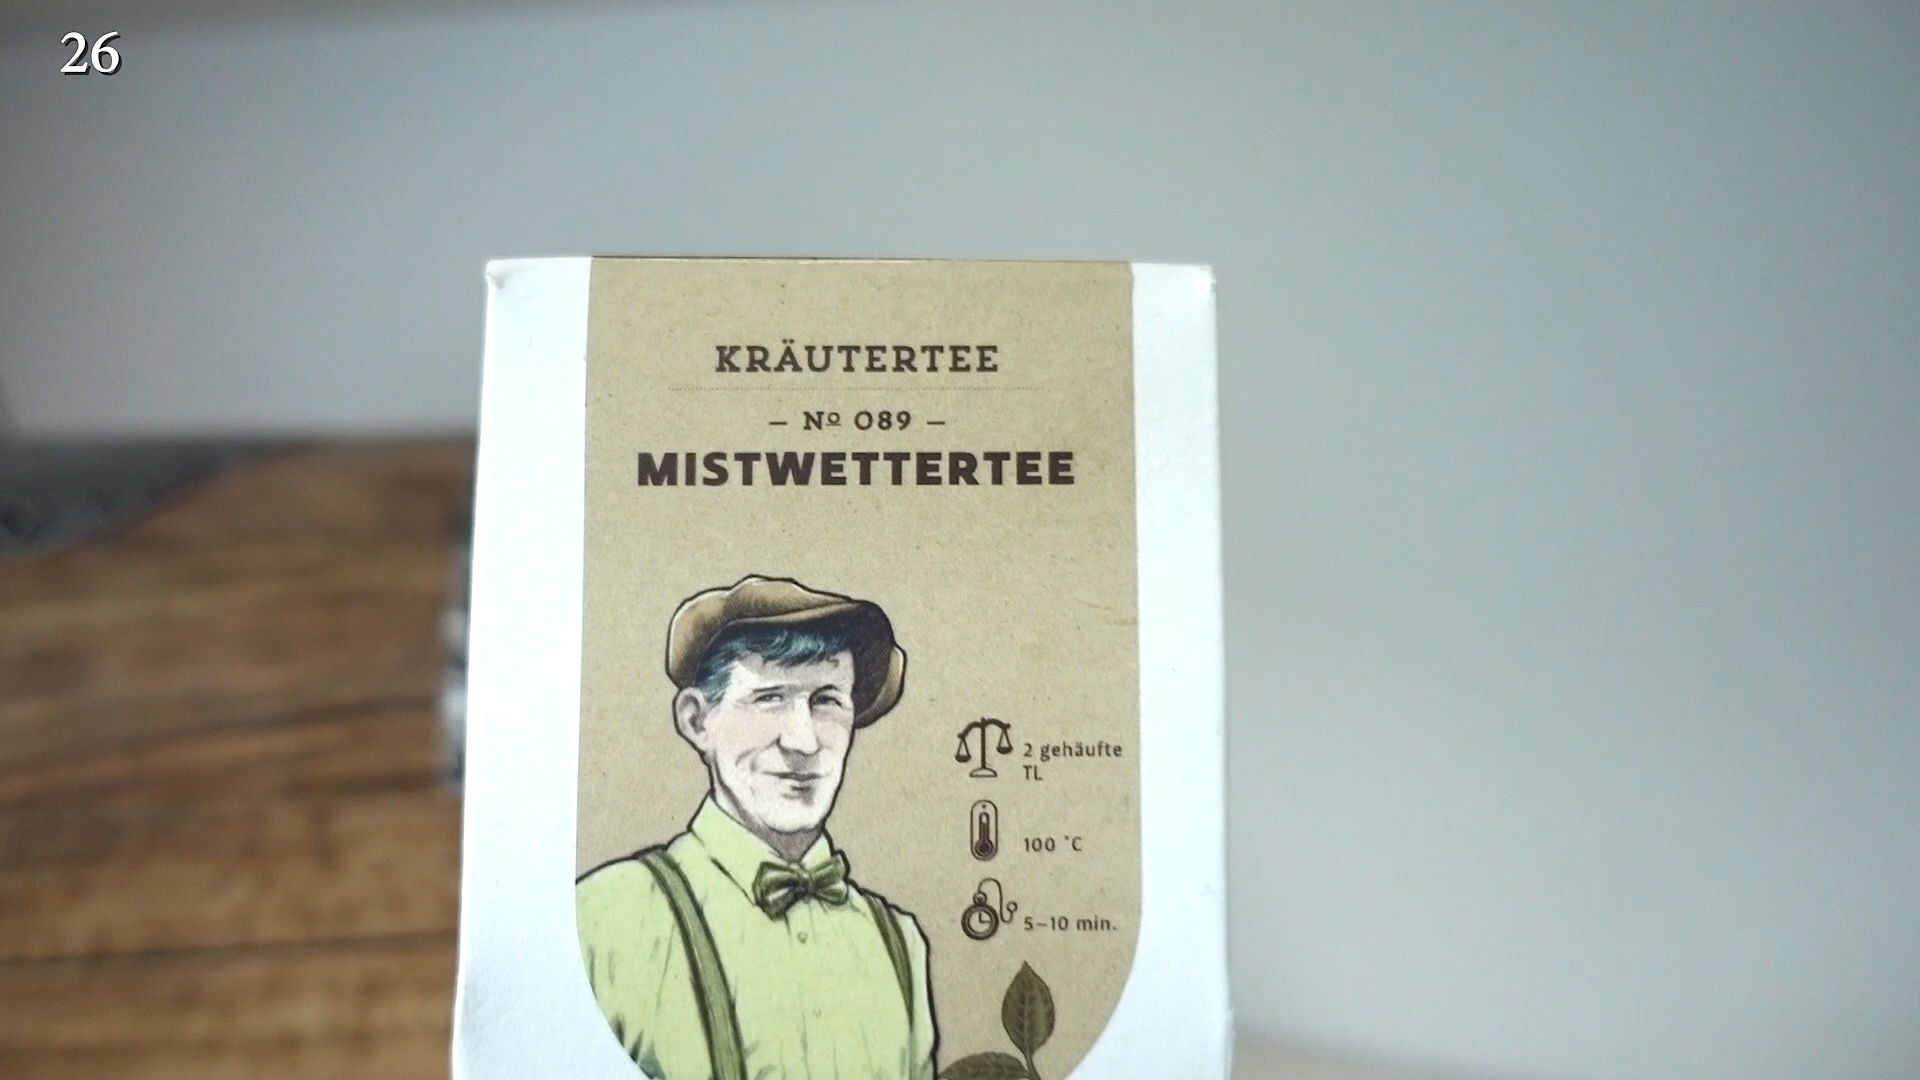 26
KRÄUTERTEE
– Nº 089 –
MISTWETTERTEE
2 gehäufte
TL
100 °C
5–10 min.